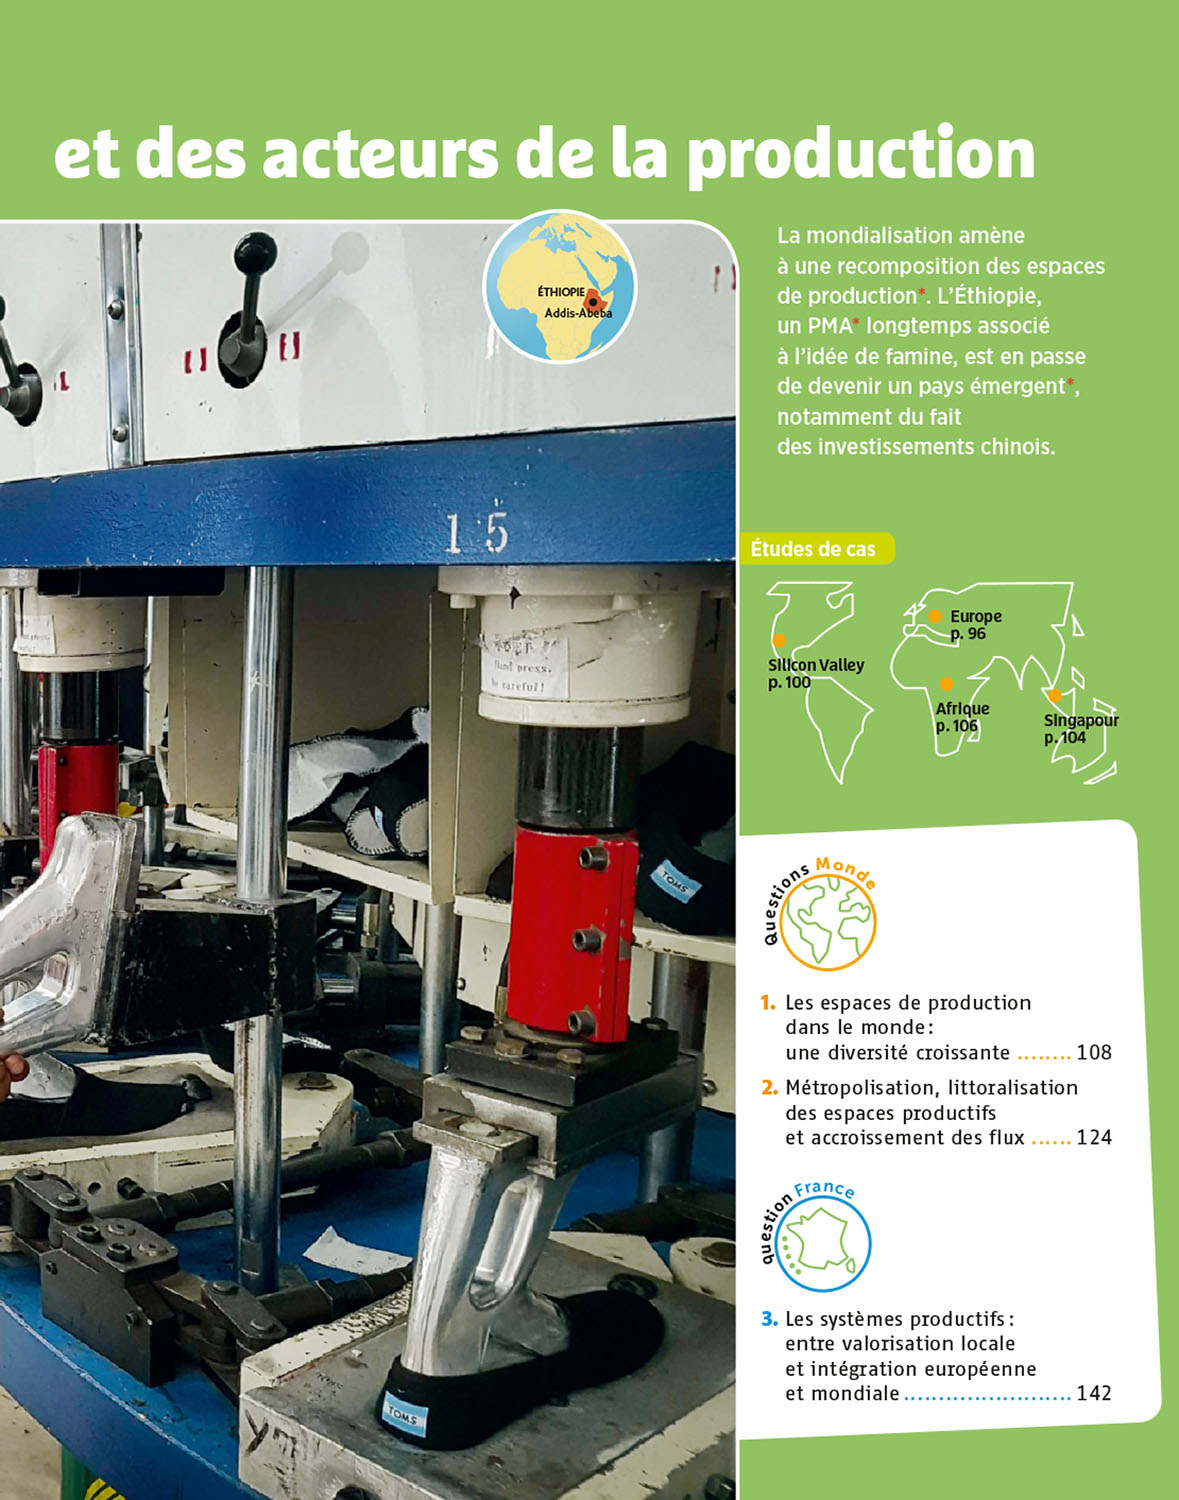 et des acteurs de la production
ÉTHIOPIE
Addis-Abeba
La mondialisation amène
à une recomposition des espaces
de production*. L'Éthiopie,
un PMA* longtemps associé
à l'idée de famine, est en passe
de devenir un pays émergent*,
notamment du fait
des investissements chinois.
15
Hand press.
Be careful!
TOMS
TOMS
Études de cas
Europe
p. 96
Silicon Valley
p. 100
Afrique
p. 106
Singapour
p. 104
Questions Monde
1. Les espaces de production
dans le monde :
une diversité croissante ........ 108
2. Métropolisation, littoralisation
des espaces productifs
et accroissement des flux ...... 124
question France
3. Les systèmes productifs :
entre valorisation locale
et intégration européenne
et mondiale ........................ 142